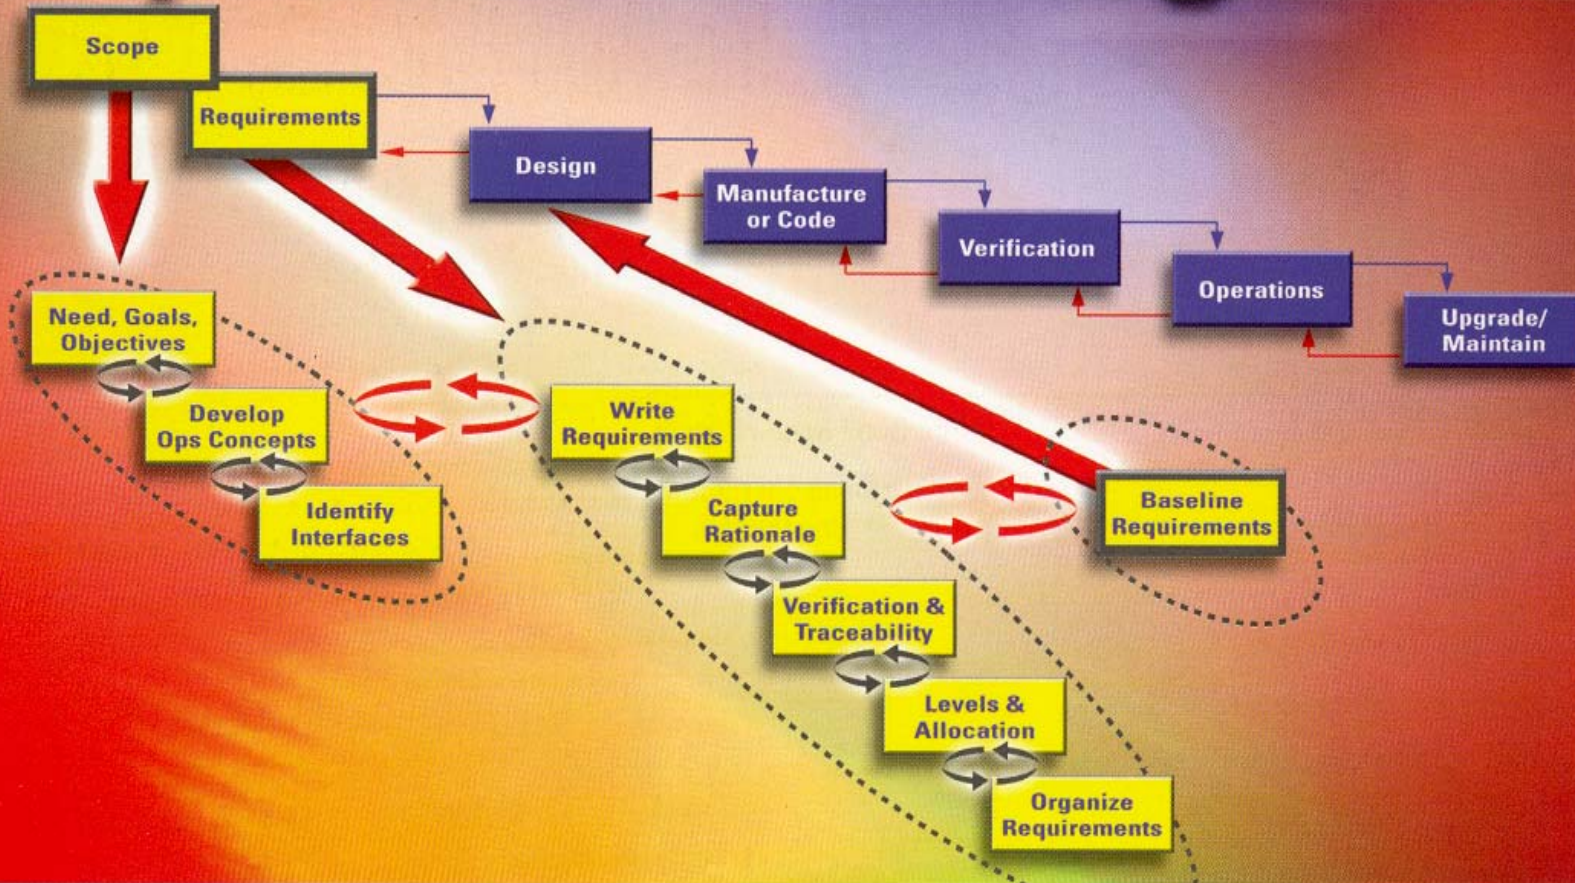 Scope
Requirements
Design
Manufacture
or Code
Verification
Operations
Upgrade/
Maintain
Need, Goals,
Objectives
Develop
Ops Concepts
Identify
Interfaces
Write
Requirements
Capture
Rationale
Verification &
Traceability
Levels &
Allocation
Organize
Requirements
Baseline
Requirements